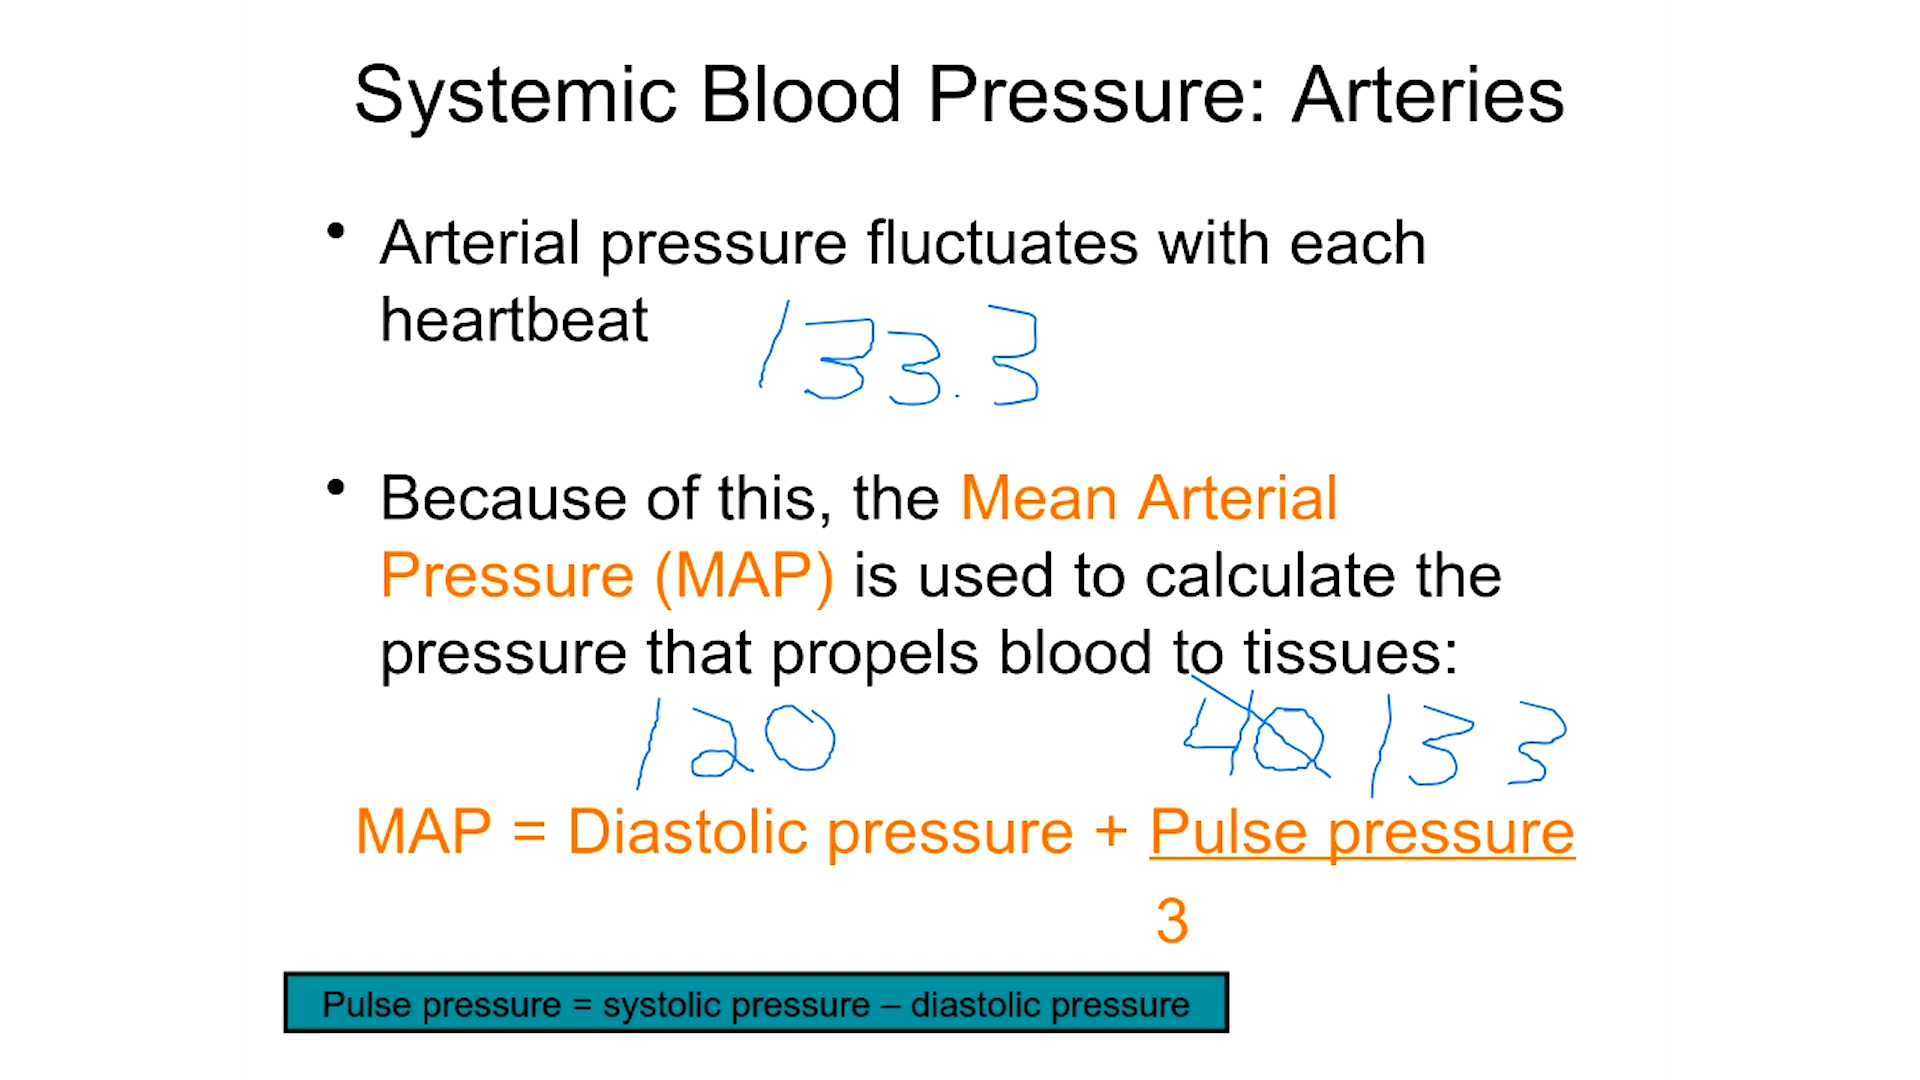 Systemic Blood Pressure: Arteries
• Arterial pressure fluctuates with each
heartbeat
133.3
• Because of this, the Mean Arterial
Pressure (MAP) is used to calculate the
pressure that propels blood to tissues:
120 40 133
MAP = Diastolic pressure + Pulse pressure
3
Pulse pressure = systolic pressure – diastolic pressure